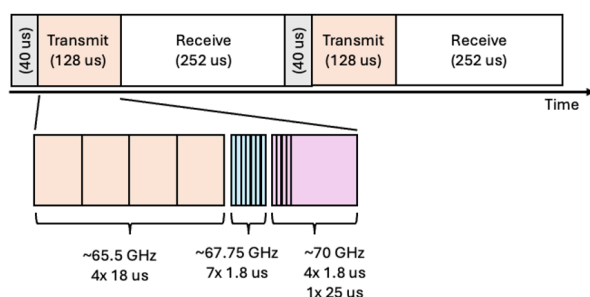 (40 us)
Transmit
(128 us)
Receive
(252 us)
(40 us)
Transmit
(128 us)
Receive
(252 us)
Time
~65.5 GHz
4x 18 us
~67.75 GHz
7x 1.8 us
~70 GHz
4x 1.8 us
1x 25 us